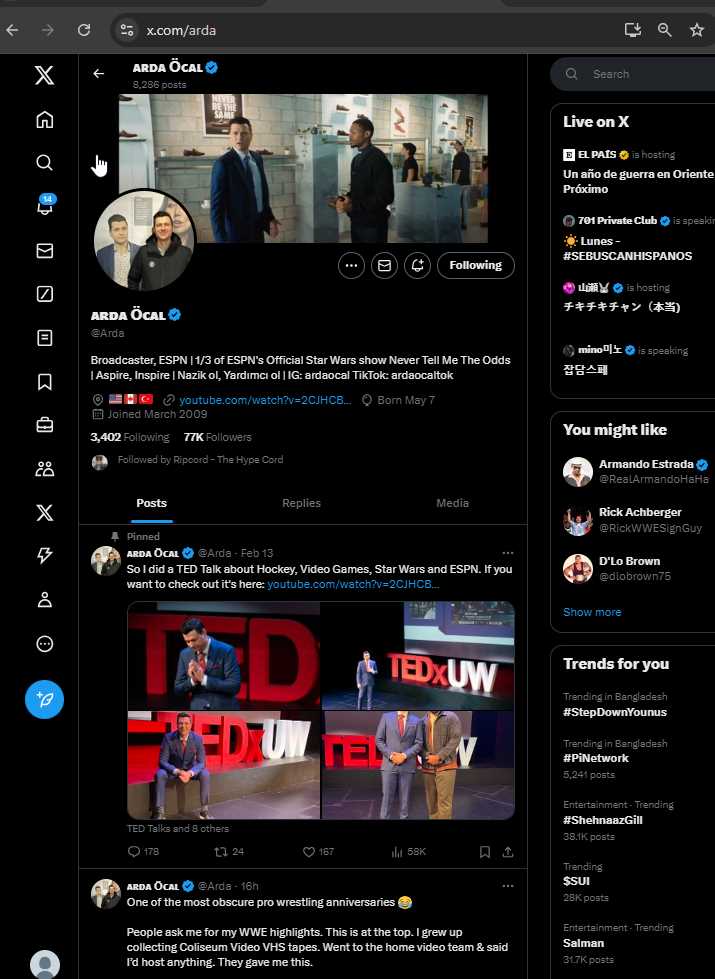 x.com/arda
ARDA ÖCAL
8,286 posts
NEVER
BE THE
SAME
Following
ARDA ÖCAL
@Arda
Broadcaster, ESPN | 1/3 of ESPN's Official Star Wars show Never Tell Me The Odds
| Aspire, Inspire | Nazik ol, Yardımcı ol | IG: ardaocal TikTok: ardaocaltok
youtube.com/watch?v=2CJHCB... Born May 7
Joined March 2009
3,402 Following 77K Followers
Followed by Ripcord - The Hype Cord
Posts Replies Media
Pinned
ARDA ÖCAL @Arda · Feb 13
So I did a TED Talk about Hockey, Video Games, Star Wars and ESPN. If you
want to check out it's here: youtube.com/watch?v=2CJHCB...
TED
TEDxUW
TEDxUW
TED W
TED Talks and 8 others
178 24 167 58K
ARDA ÖCAL @Arda · 16h
One of the most obscure pro wrestling anniversaries 😂
People ask me for my WWE highlights. This is at the top. I grew up
collecting Coliseum Video VHS tapes. Went to the home video team & said
I'd host anything. They gave me this.
14
Search
Live on X
EL PAÍS is hosting
Un año de guerra en Oriente
Próximo
701 Private Club is speakin
☀️ Lunes -
#SEBUSCANHISPANOS
山瀬 is hosting
チキチキチャン（本当)
mino미노 is speaking
잡담스페
You might like
Armando Estrada
@RealArmandoHaHa
Rick Achberger
@RickWWESignGuy
D'Lo Brown
@dlobrown75
Show more
Trends for you
Trending in Bangladesh
#StepDownYounus
Trending in Bangladesh
#PiNetwork
5,241 posts
Entertainment · Trending
#ShehnaazGill
38.1K posts
Trending
$SUI
28K posts
Entertainment · Trending
Salman
31.7K posts